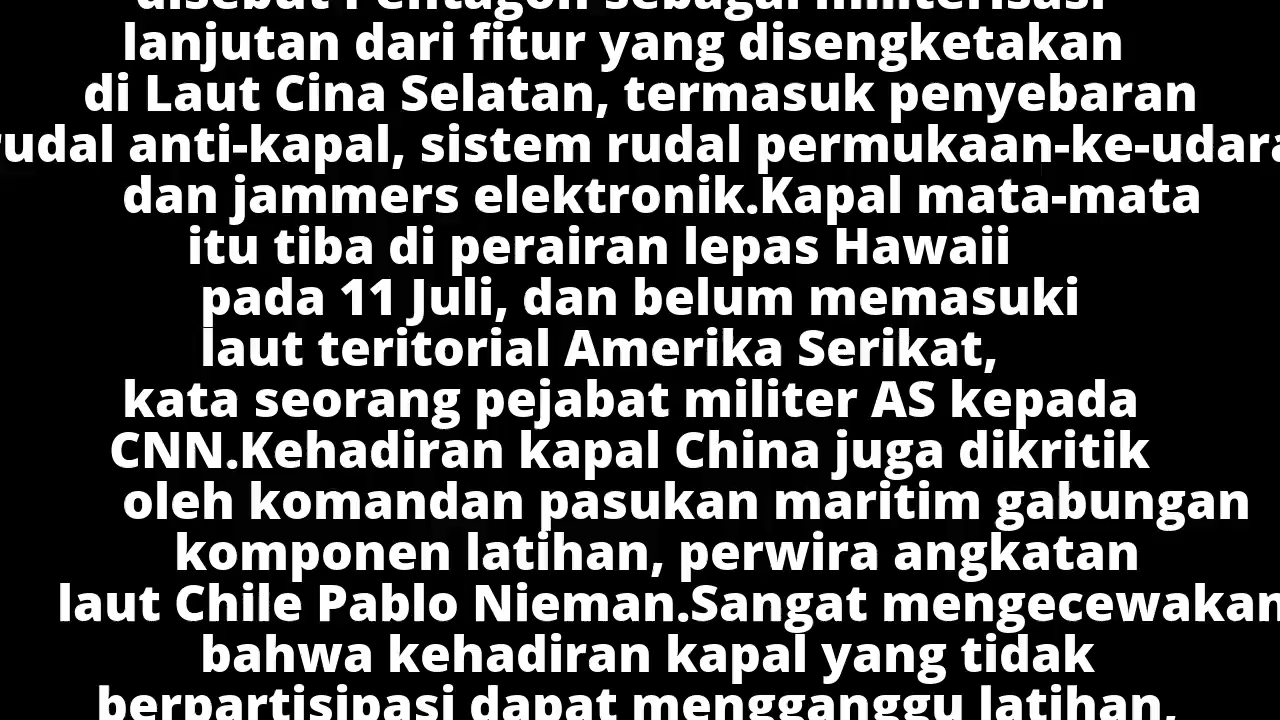 disebut Pentagon sebagai militerisasi
lanjutan dari fitur yang disengketakan
di Laut Cina Selatan, termasuk penyebaran
rudal anti-kapal, sistem rudal permukaan-ke-udara
dan jammers elektronik.Kapal mata-mata
itu tiba di perairan lepas Hawaii
pada 11 Juli, dan belum memasuki
laut teritorial Amerika Serikat,
kata seorang pejabat militer AS kepada
CNN.Kehadiran kapal China juga dikritik
oleh komandan pasukan maritim gabungan
komponen latihan, perwira angkatan
laut Chile Pablo Nieman.Sangat mengecewakan
bahwa kehadiran kapal yang tidak
berpartisipasi dapat mengganggu latihan,